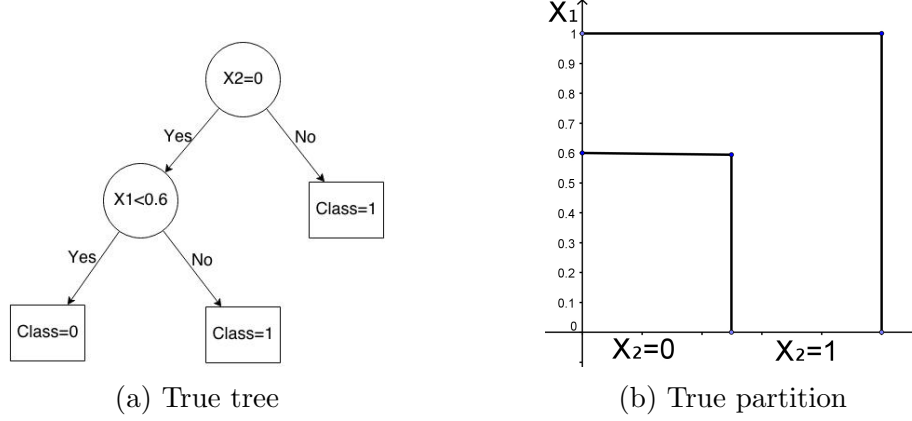 X2=0
Yes
No
X1<0.6
Class=1
Yes
No
Class=0
Class=1
(a) True tree
X1
1
0.9
0.8
0.7
0.6
0.5
0.4
0.3
0.2
0.1
0
X2=0
X2=1
(b) True partition